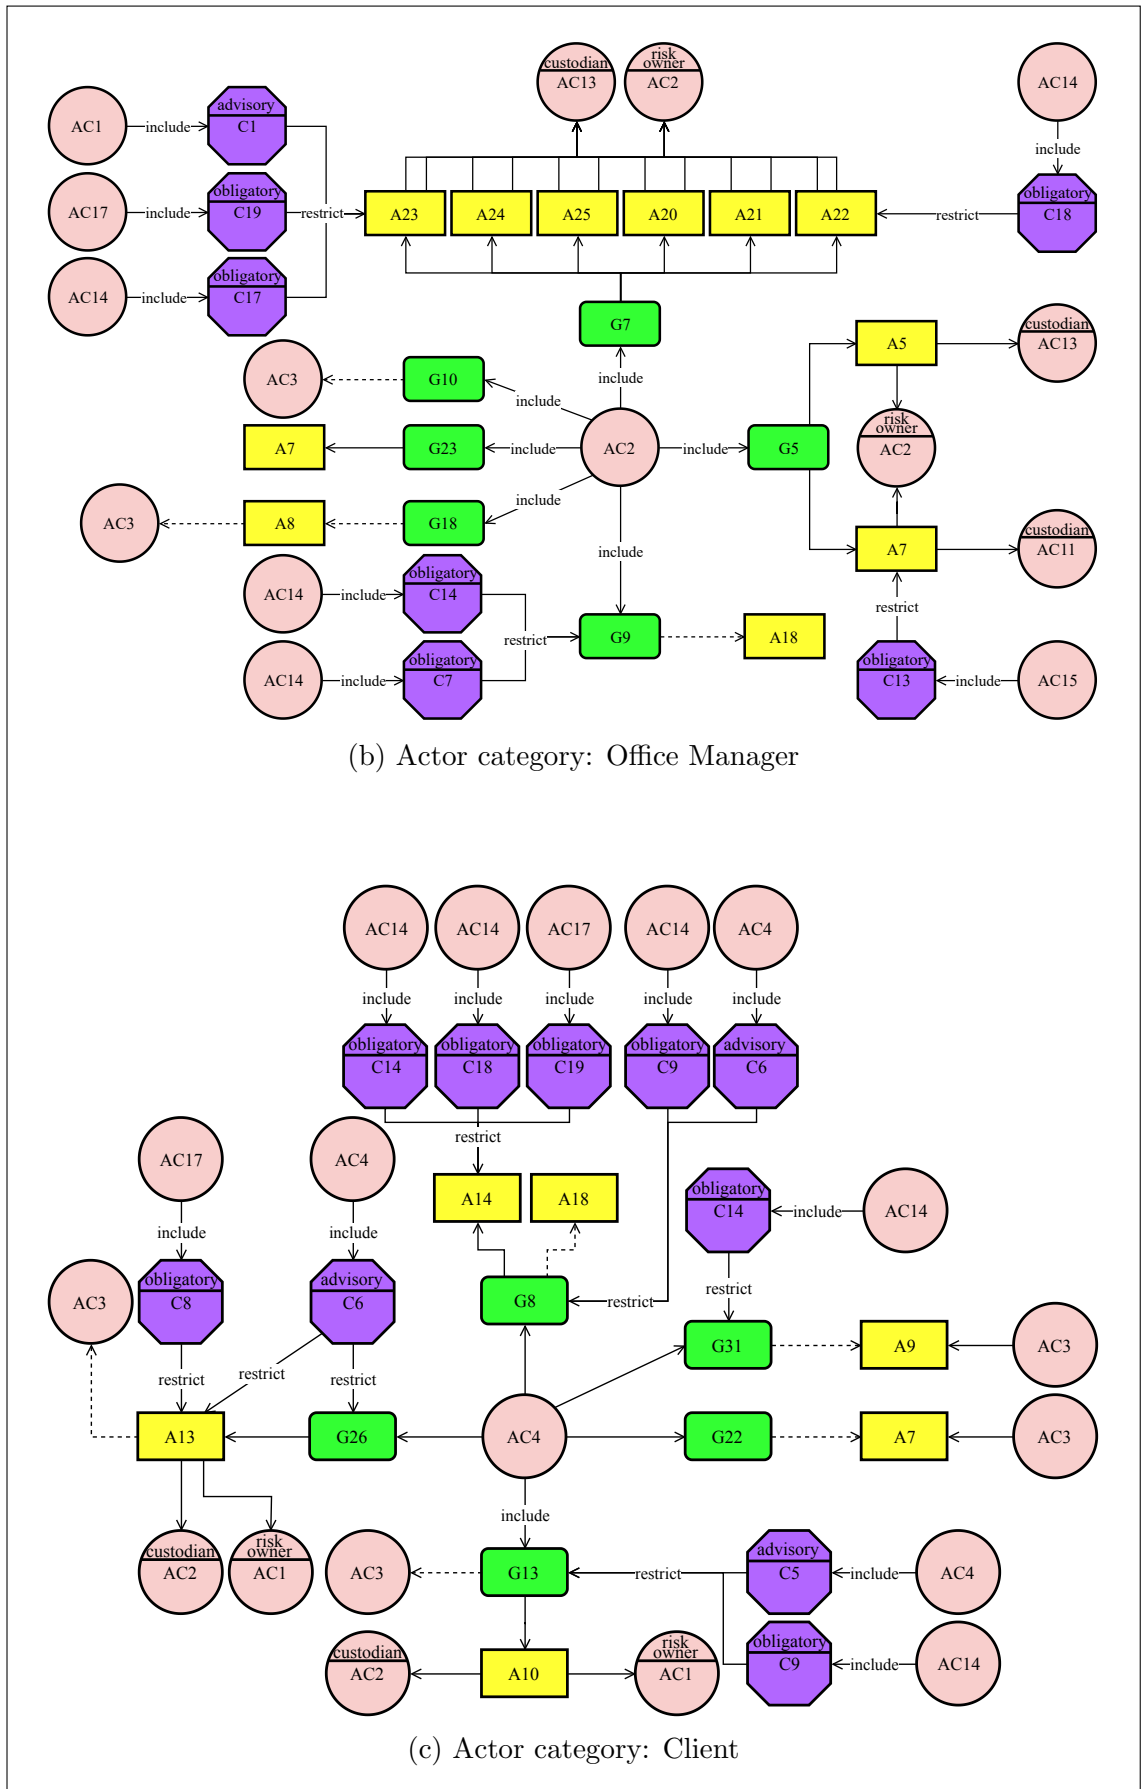 custodian
AC13
risk
owner
AC2
AC14
include
AC1
include
advisory
C1
AC17
include
obligatory
C19
restrict
A23
A24
A25
A20
A21
A22
restrict
obligatory
C18
AC14
include
obligatory
C17
G7
include
A5
custodian
AC13
AC3
G10
include
risk
owner
AC2
A7
G23
include
AC2
include
G5
AC3
A8
G18
include
include
A7
custodian
AC11
AC14
include
obligatory
C14
restrict
restrict
G9
A18
AC14
include
obligatory
C7
obligatory
C13
include
AC15
(b) Actor category: Office Manager
AC14
AC14
AC17
AC14
AC4
include
include
include
include
include
obligatory
C14
obligatory
C18
obligatory
C19
obligatory
C9
advisory
C6
restrict
AC17
AC4
A14
A18
obligatory
C14
include
AC14
include
include
AC3
obligatory
C8
advisory
C6
G8
restrict
restrict
G31
A9
AC3
restrict
restrict
restrict
A13
G26
AC4
G22
A7
AC3
include
custodian
AC2
risk
owner
AC1
AC3
G13
restrict
advisory
C5
include
AC4
custodian
AC2
A10
risk
owner
AC1
obligatory
C9
include
AC14
(c) Actor category: Client